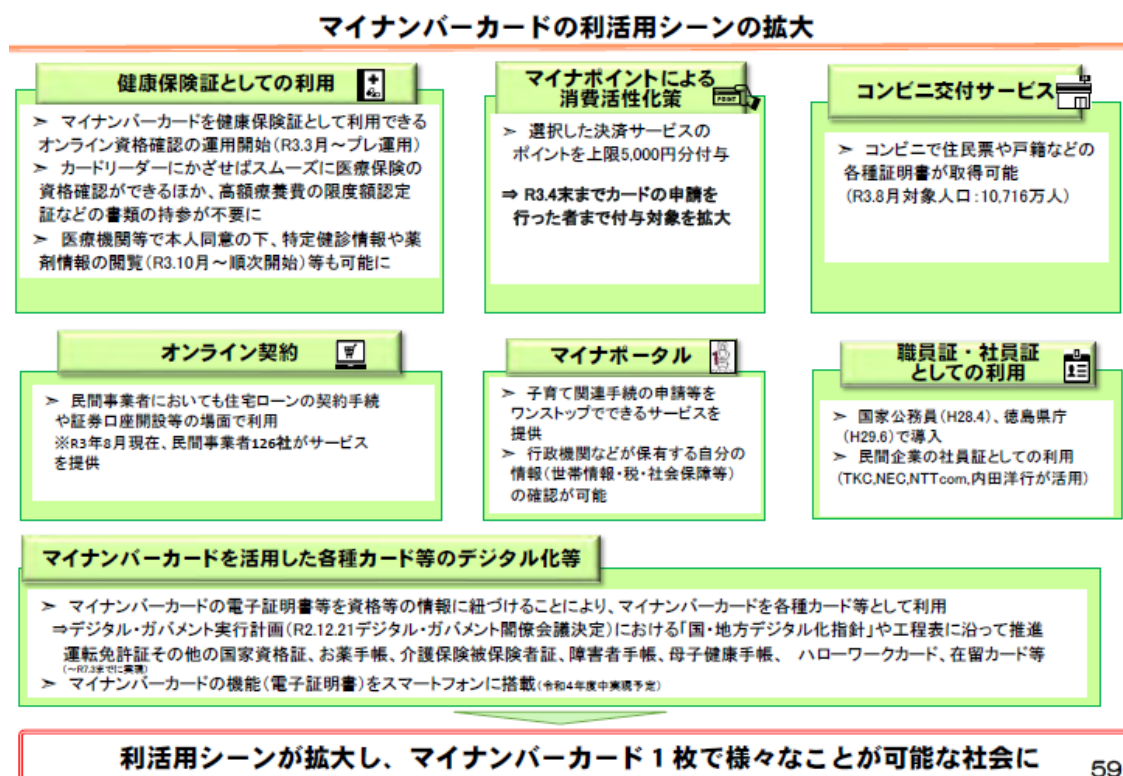 マイナンバーカードの利活用シーンの拡大
健康保険証としての利用
➢ マイナンバーカードを健康保険証として利用できる
オンライン資格確認の運用開始(R3.3月～プレ運用)
➢ カードリーダーにかざせばスムーズに医療保険の
資格確認ができるほか、高額療養費の限度額認定
証などの書類の持参が不要に
➢ 医療機関等で本人同意の下、特定健診情報や薬
剤情報の閲覧(R3.10月～順次開始)等も可能に
マイナポイントによる
消費活性化策
POINT
➢ 選択した決済サービスの
ポイントを上限5,000円分付与
⇒ R3.4末までカードの申請を
行った者まで付与対象を拡大
コンビニ交付サービス
➢ コンビニで住民票や戸籍などの
各種証明書が取得可能
(R3.8月対象人口:10,716万人)
オンライン契約
➢ 民間事業者においても住宅ローンの契約手続
や証券口座開設等の場面で利用
※R3年8月現在、民間事業者126社がサービス
を提供
マイナポータル
➢ 子育て関連手続の申請等を
ワンストップでできるサービスを
提供
➢ 行政機関などが保有する自分の
情報(世帯情報・税・社会保障等)
の確認が可能
職員証・社員証
としての利用
➢ 国家公務員(H28.4)、徳島県庁
(H29.6)で導入
➢ 民間企業の社員証としての利用
(TKC,NEC,NTTcom,内田洋行が活用)
マイナンバーカードを活用した各種カード等のデジタル化等
➢ マイナンバーカードの電子証明書等を資格等の情報に紐づけることにより、マイナンバーカードを各種カード等として利用
⇒デジタル・ガバメント実行計画(R2.12.21デジタル・ガバメント閣僚会議決定)における「国・地方デジタル化指針」や工程表に沿って推進
運転免許証その他の国家資格証、お薬手帳、介護保険被保険者証、障害者手帳、母子健康手帳、 ハローワークカード、在留カード等
(～R7.3までに実現)
➢ マイナンバーカードの機能(電子証明書)をスマートフォンに搭載(令和4年度中実現予定)
利活用シーンが拡大し、マイナンバーカード１枚で様々なことが可能な社会に
59